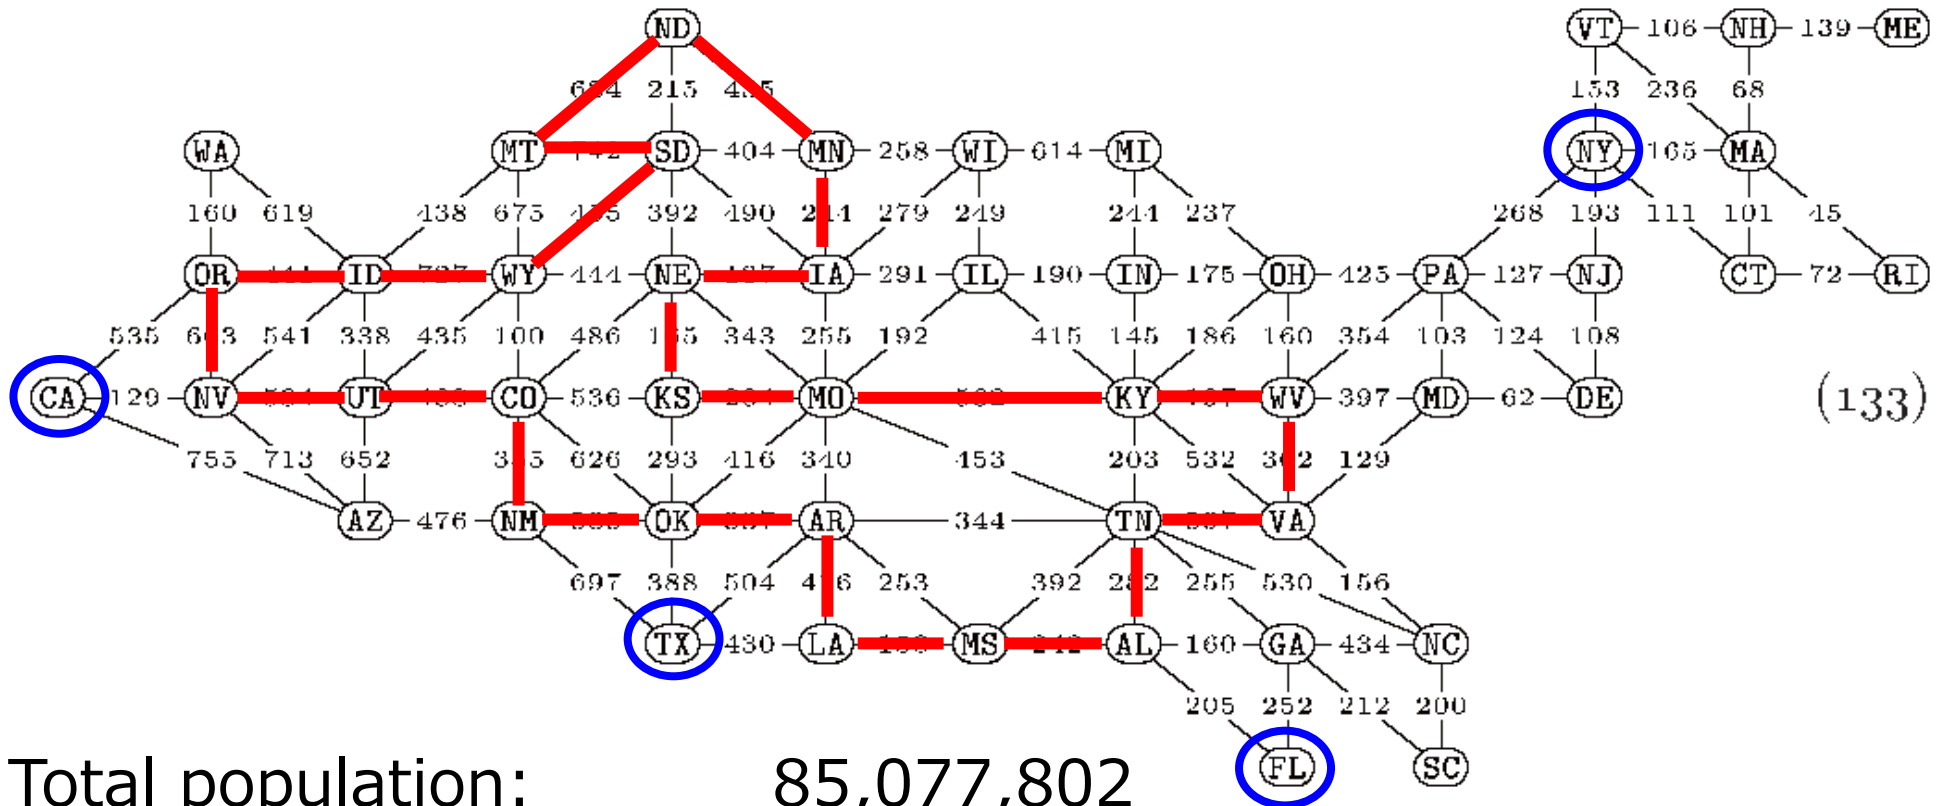 ND VT 106 NH 139 ME
215 153 236 68
WA MT SD 404 MN 258 WI 614 MI NY 165 MA
160 619 438 675 392 490 279 249 244 237 268 193 111 101 45
OR ID WY 444 NE IA 291 IL 190 IN 175 OH 425 PA 127 NJ CT 72 RI
535 541 338 435 100 486 343 255 192 415 145 186 160 354 103 124 108
CA 129 NV UT CO 536 KS MO KY WV 397 MD 62 DE (133)
755 713 652 626 293 416 340 453 203 532 129
AZ 476 NM OK AR 344 TN VA
697 388 504 253 392 255 530 156
TX 430 LA MS AL 160 GA 434 NC
205 252 212 200
FL SC
Total population: 85,077,802